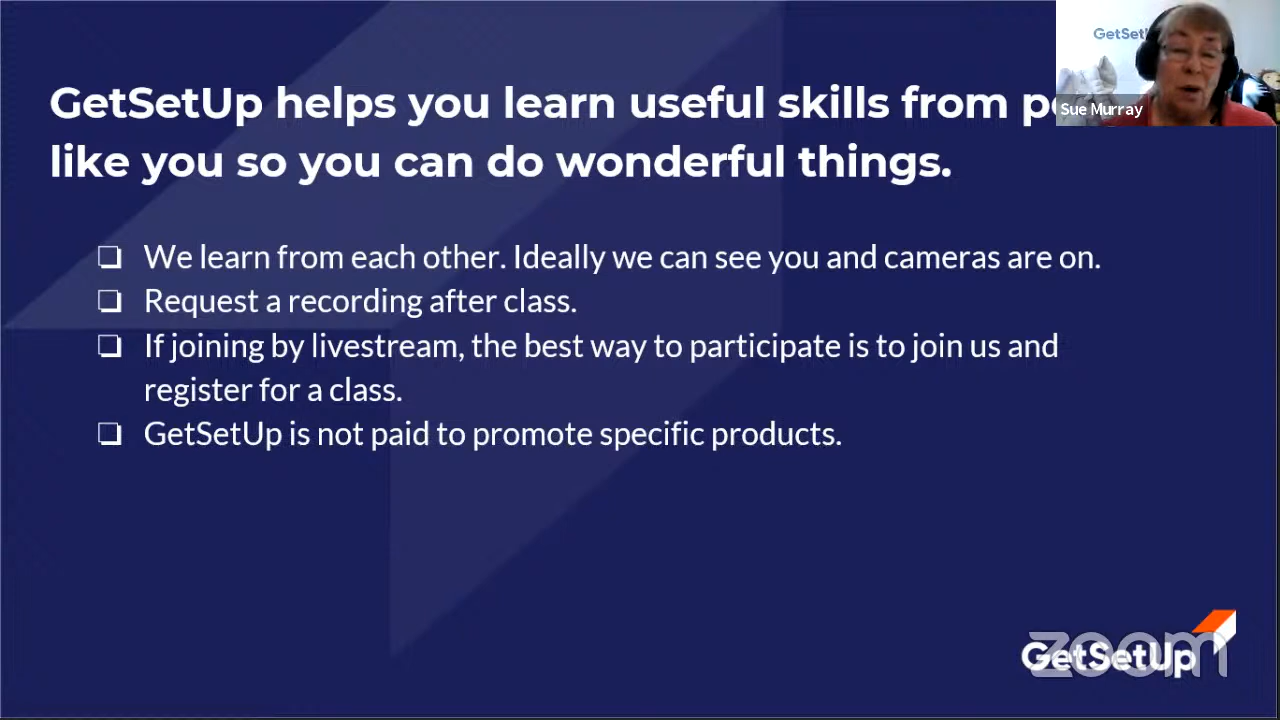 GetSetUp helps you learn useful skills from
like you so you can do wonderful things.
❏ We learn from each other. Ideally we can see you and cameras are on.
❏ Request a recording after class.
❏ If joining by livestream, the best way to participate is to join us and
register for a class.
❏ GetSetUp is not paid to promote specific products.
Sue Murray
GetSetUp
zoom